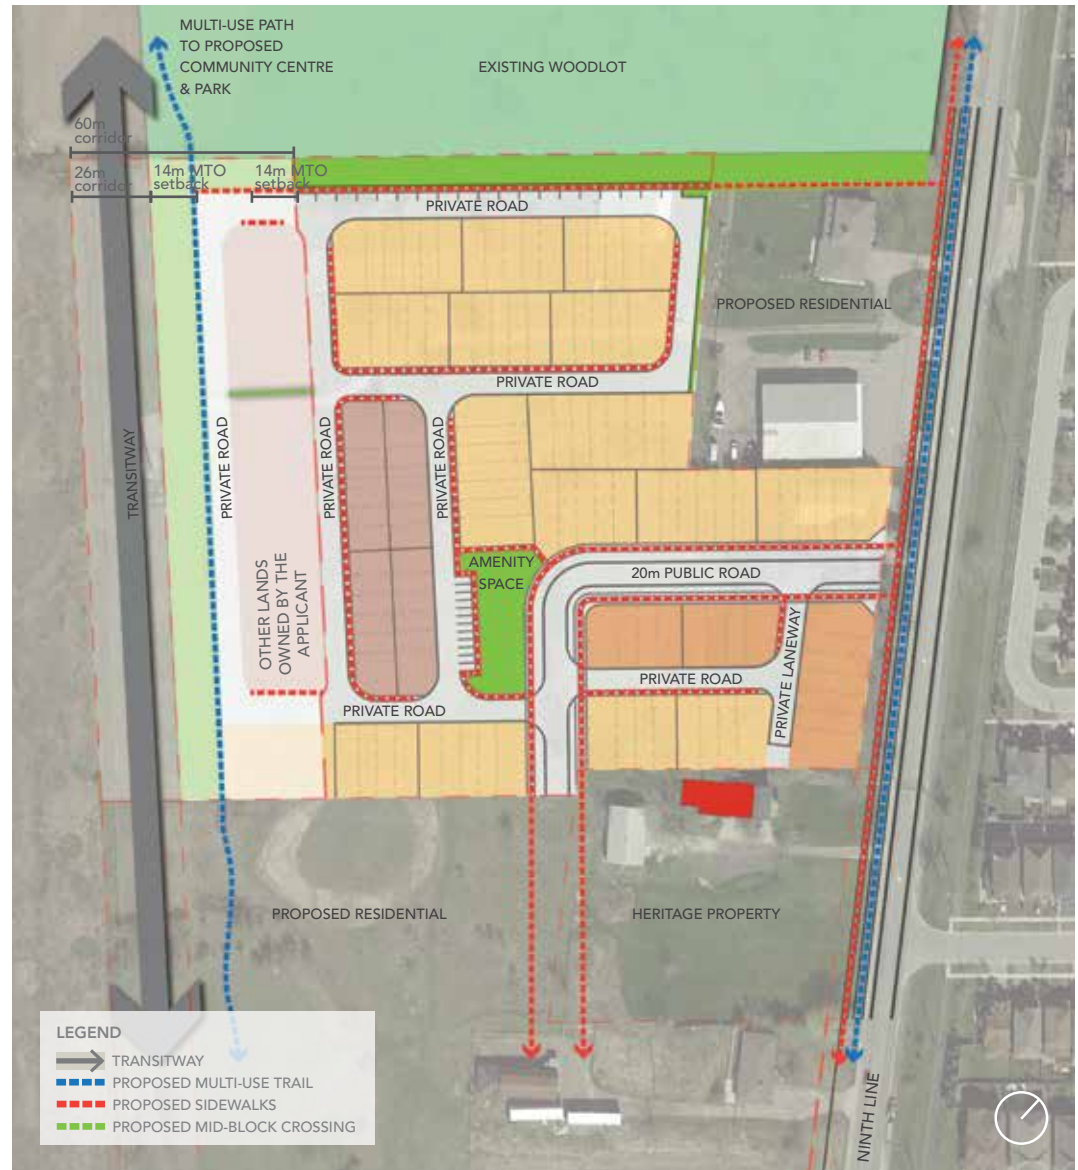 MULTI-USE PATH
TO PROPOSED
COMMUNITY CENTRE
& PARK
EXISTING WOODLOT
60m
corridor
26m
corridor
14m MTO
setback
14m MTO
setback
PRIVATE ROAD
PROPOSED RESIDENTIAL
PRIVATE ROAD
TRANSITWAY
PRIVATE ROAD
PRIVATE ROAD
PRIVATE ROAD
AMENITY
SPACE
20m PUBLIC ROAD
OTHER LANDS
OWNED BY THE
APPLICANT
PRIVATE ROAD
PRIVATE LANEWAY
PRIVATE ROAD
PROPOSED RESIDENTIAL
HERITAGE PROPERTY
LEGEND
TRANSITWAY
PROPOSED MULTI-USE TRAIL
PROPOSED SIDEWALKS
PROPOSED MID-BLOCK CROSSING
NINTH LINE